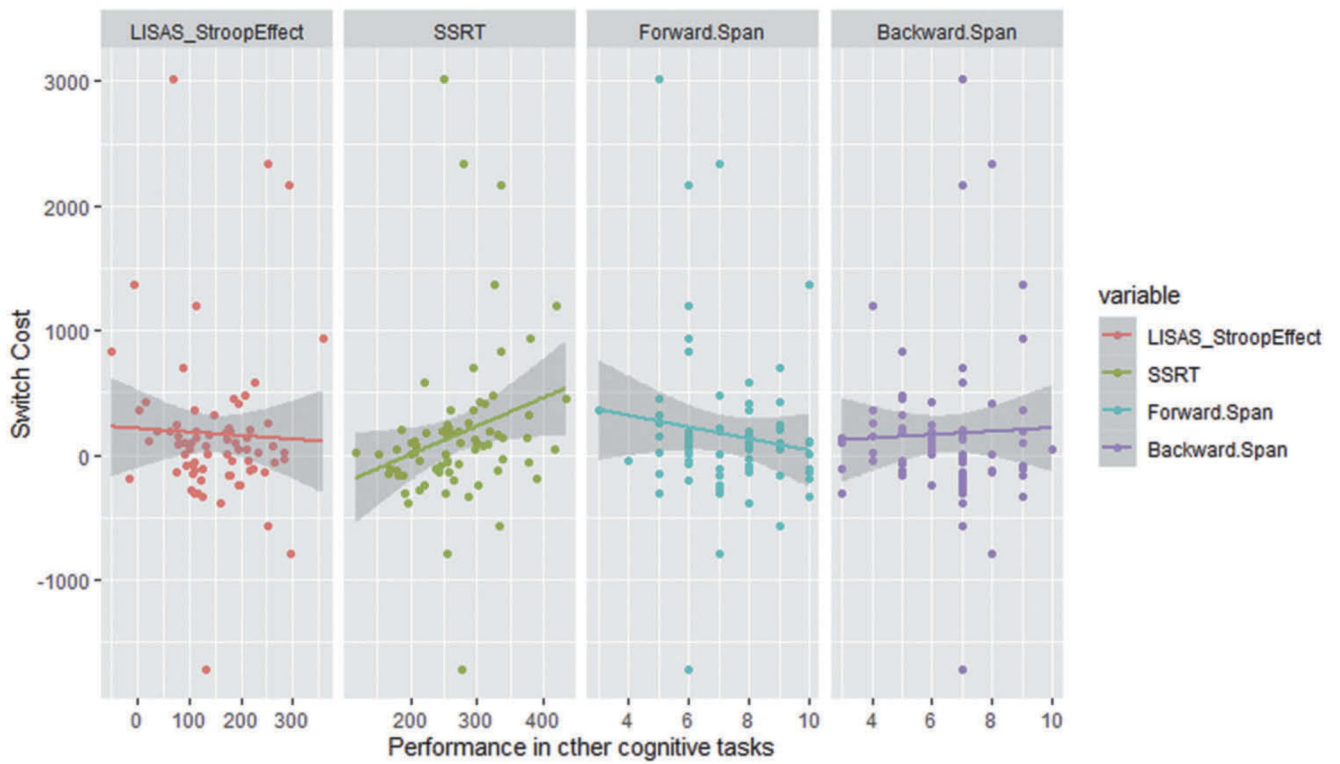 LISAS_StroopEffect SSRT Forward.Span Backward.Span
3000
2000
1000
0
-1000
Switch Cost
0 100 200 300 200 300 400 4 6 8 10 4 6 8 10
Performance in cther cognitive tasks
variable
LISAS_StroopEffect
SSRT
Forward.Span
Backward.Span